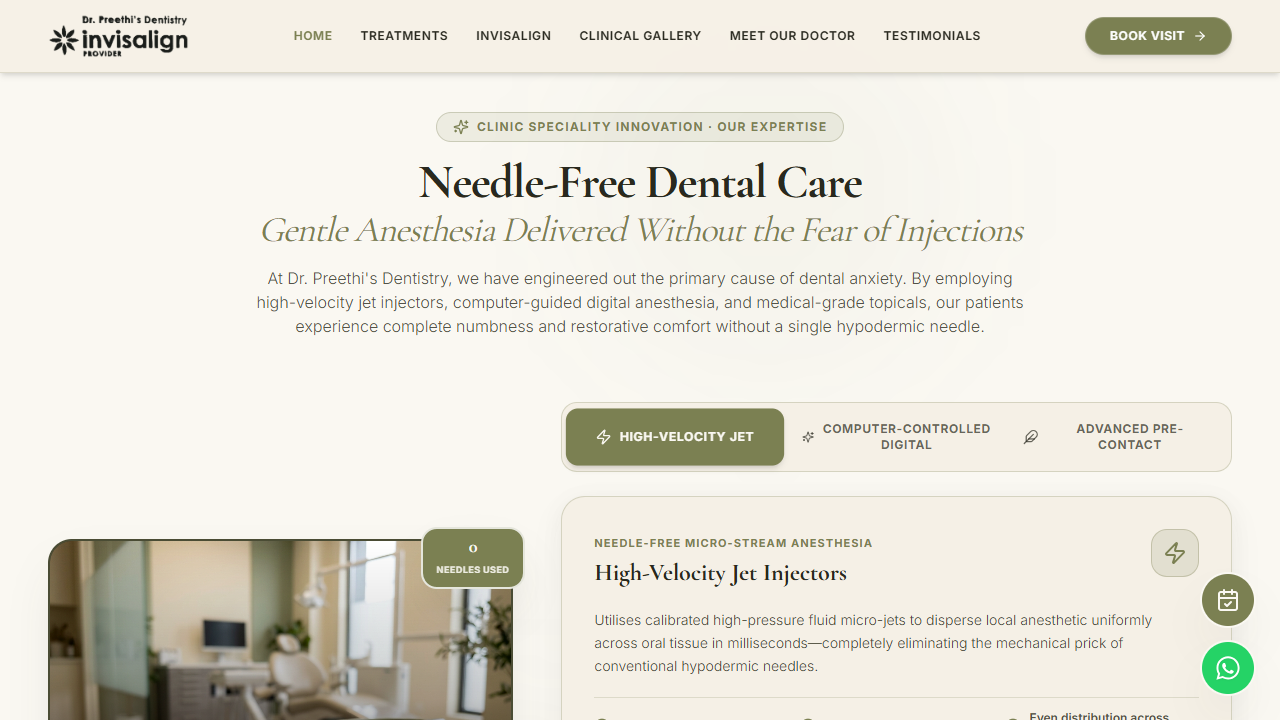 Dr. Preethi's Dentistry
invisalign
PROVIDER
HOME
TREATMENTS
INVISALIGN
CLINICAL GALLERY
MEET OUR DOCTOR
TESTIMONIALS
BOOK VISIT
CLINIC SPECIALITY INNOVATION · OUR EXPERTISE
Needle-Free Dental Care
Gentle Anesthesia Delivered Without the Fear of Injections
At Dr. Preethi's Dentistry, we have engineered out the primary cause of dental anxiety. By employing
high-velocity jet injectors, computer-guided digital anesthesia, and medical-grade topicals, our patients
experience complete numbness and restorative comfort without a single hypodermic needle.
HIGH-VELOCITY JET
COMPUTER-CONTROLLED
DIGITAL
ADVANCED PRE-
CONTACT
0
NEEDLES USED
NEEDLE-FREE MICRO-STREAM ANESTHESIA
High-Velocity Jet Injectors
Utilises calibrated high-pressure fluid micro-jets to disperse local anesthetic uniformly
across oral tissue in milliseconds—completely eliminating the mechanical prick of
conventional hypodermic needles.
Even distribution across